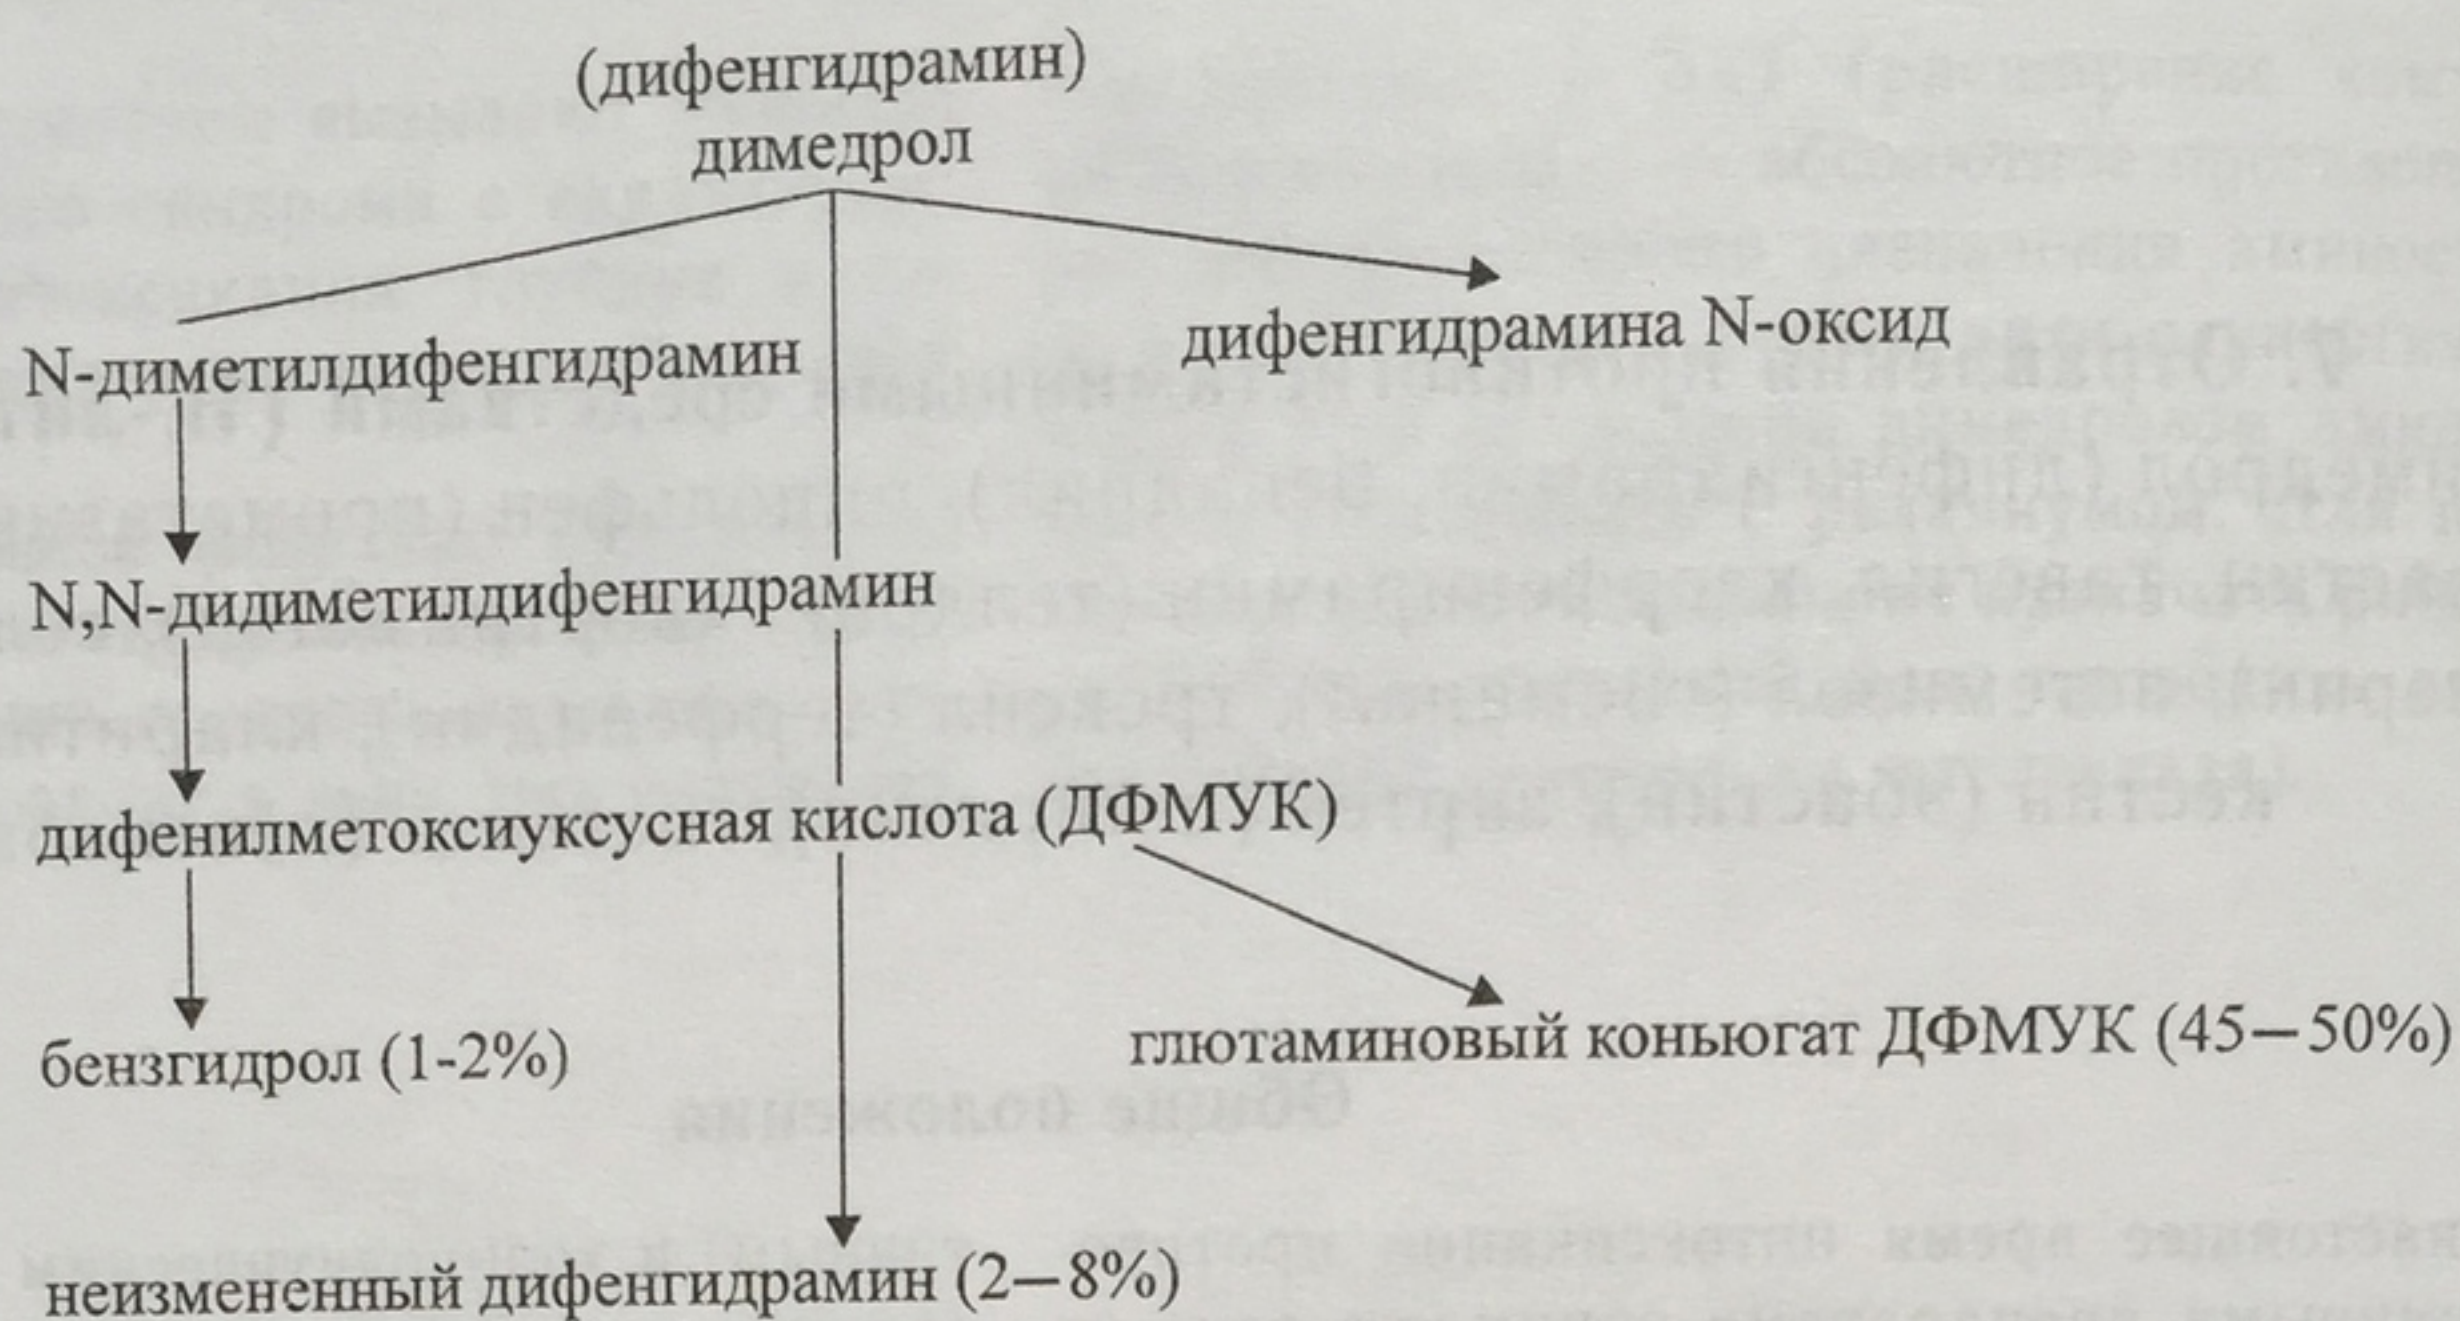 (дифенгидрамин)
димедрол
N-диметилдифенгидрамин
дифенгидрамина N-оксид
N,N-дидиметилдифенгидрамин
дифенилметоксиуксусная кислота (ДФМУК)
бензгидрол (1-2%)
глютаминовый коньюгат ДФМУК (45—50%)
неизмененный дифенгидрамин (2—8%)